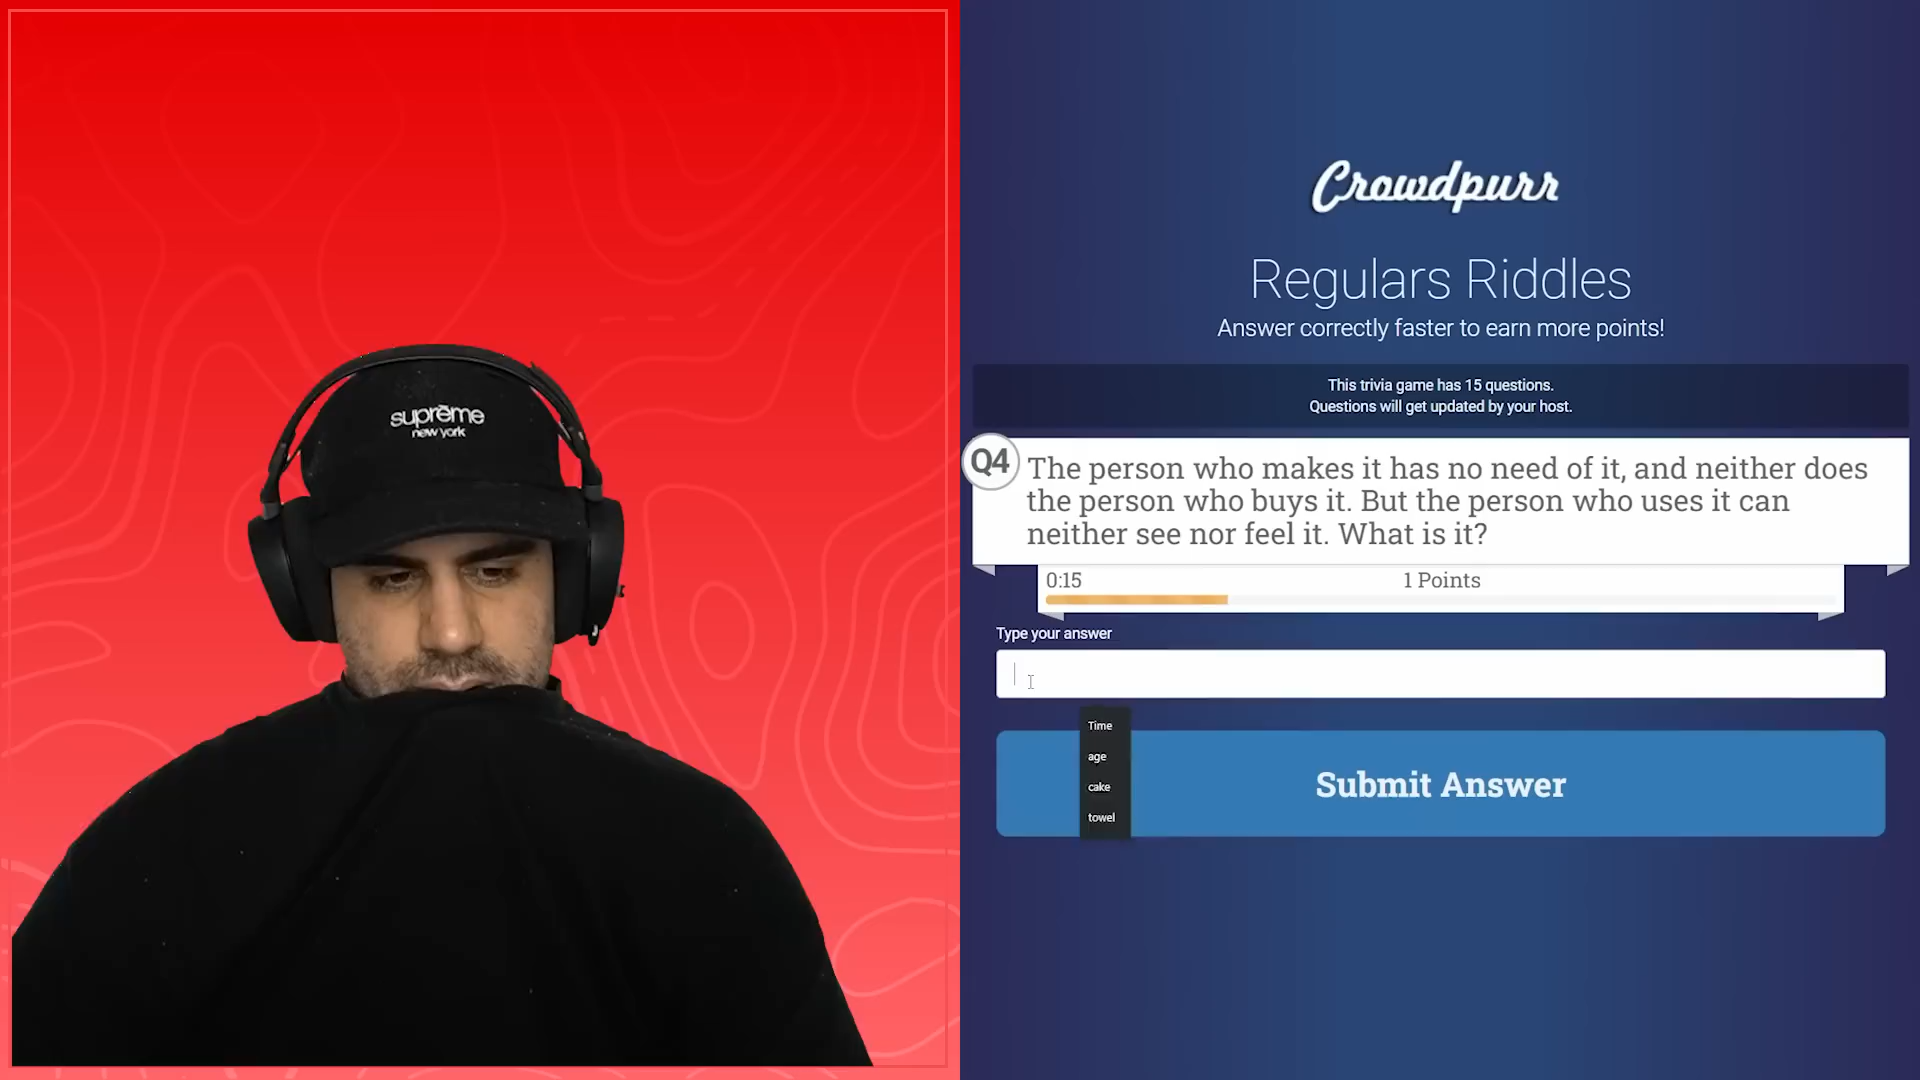 suprême
new york
Crowdpurr
Regulars Riddles
Answer correctly faster to earn more points!
This trivia game has 15 questions.
Questions will get updated by your host.
Q4
The person who makes it has no need of it, and neither does
the person who buys it. But the person who uses it can
neither see nor feel it. What is it?
0:15
1 Points
Type your answer
Time
age
cake
towel
Submit Answer